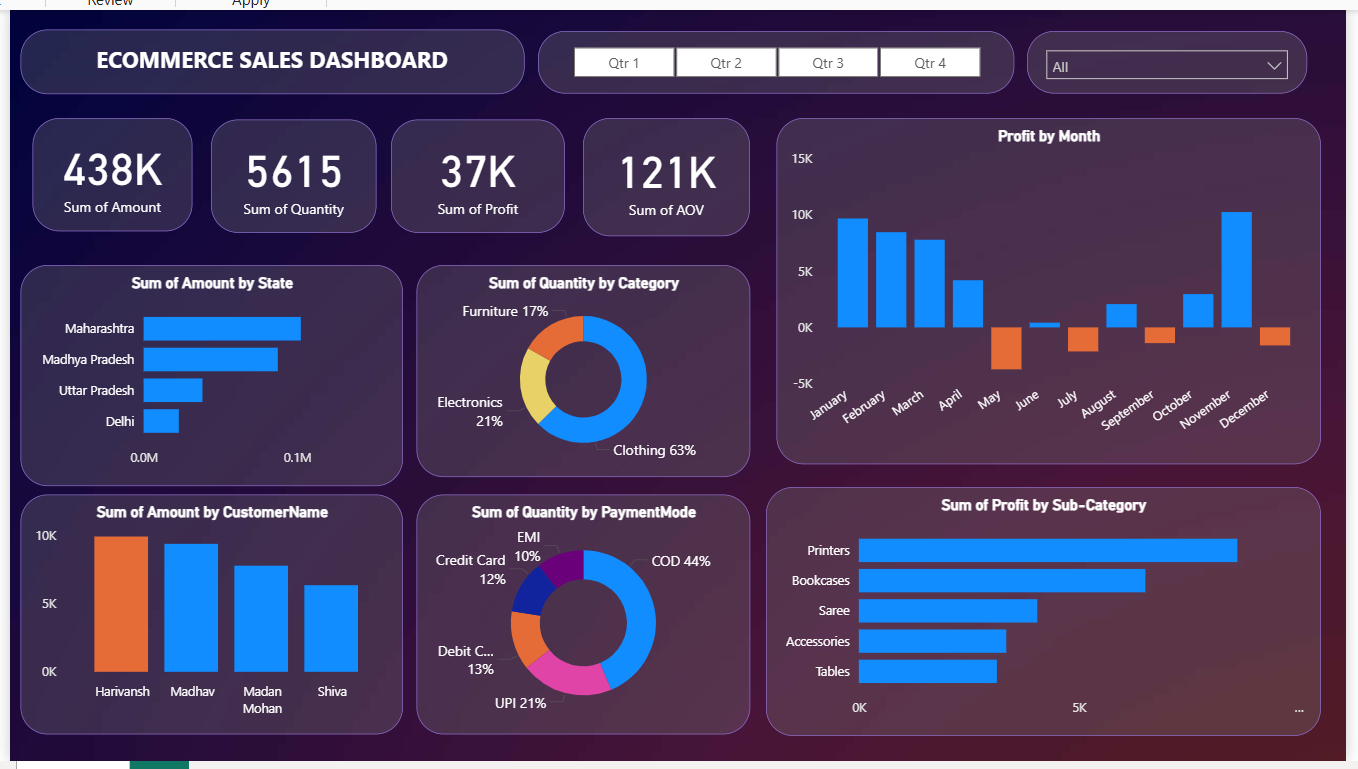 Review
Apply
ECOMMERCE SALES DASHBOARD
Qtr 1
Qtr 2
Qtr 3
Qtr 4
All
438K
Sum of Amount
5615
Sum of Quantity
37K
Sum of Profit
121K
Sum of AOV
Profit by Month
15K
10K
5K
0K
-5K
January
February
March
April
May
June
July
August
September
October
November
December
Sum of Amount by State
Maharashtra
Madhya Pradesh
Uttar Pradesh
Delhi
0.0M
0.1M
Sum of Quantity by Category
Furniture 17%
Electronics
21%
Clothing 63%
Sum of Amount by CustomerName
10K
5K
0K
Harivansh
Madhav
Madan
Mohan
Shiva
Sum of Quantity by PaymentMode
EMI
10%
Credit Card
12%
COD 44%
Debit C...
13%
UPI 21%
Sum of Profit by Sub-Category
Printers
Bookcases
Saree
Accessories
Tables
0K
5K
...